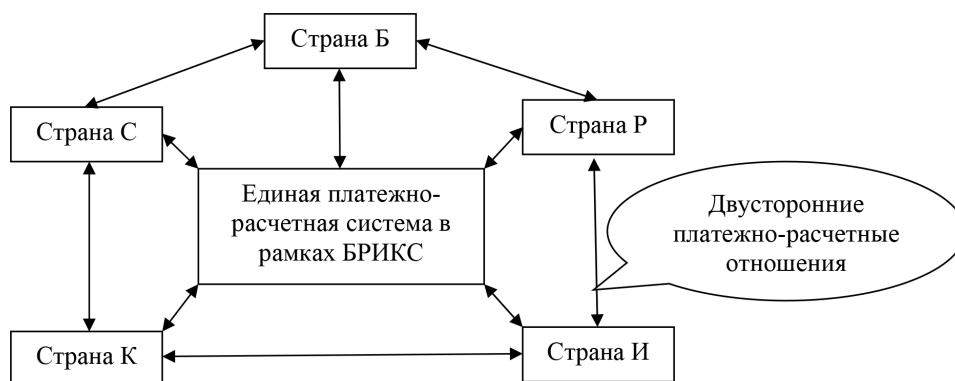 Страна Б
Страна С
Страна Р
Единая платежно-
расчетная система в
рамках БРИКС
Двусторонние
платежно-расчетные
отношения
Страна К
Страна И